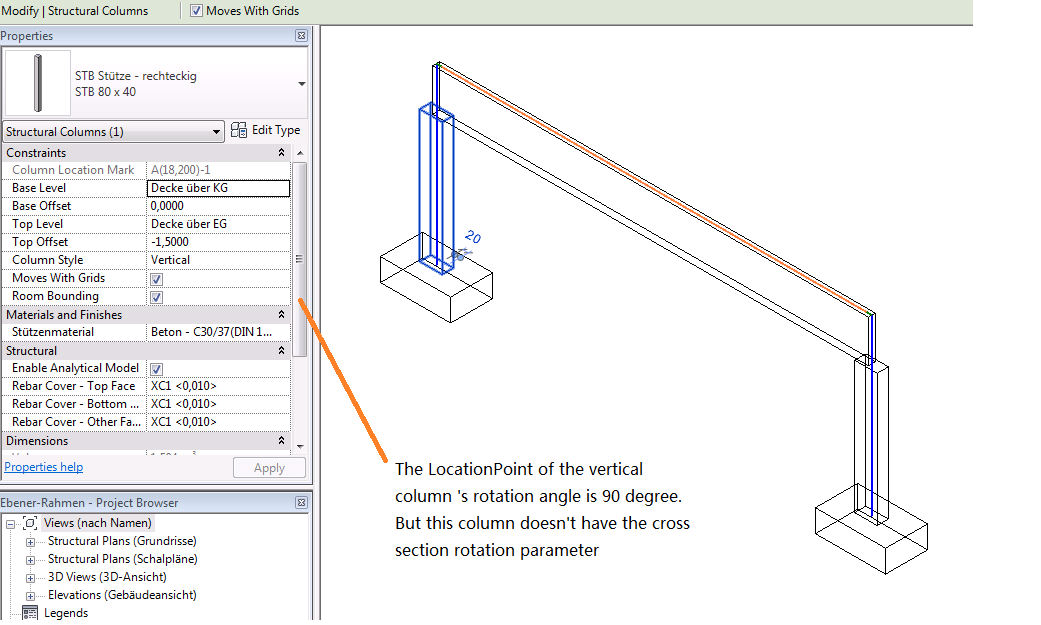 Modify | Structural Columns
Moves With Grids
Properties
STB Stütze - rechteckig
STB 80 x 40
Structural Columns (1)
Edit Type
Constraints
Column Location Mark A(18,200)-1
Base Level Decke über KG
Base Offset 0,0000
Top Level Decke über EG
Top Offset -1,5000
Column Style Vertical
Moves With Grids
Room Bounding
Materials and Finishes
Stützenmaterial Beton - C30/37(DIN 1...
Structural
Enable Analytical Model
Rebar Cover - Top Face XC1 <0,010>
Rebar Cover - Bottom ... XC1 <0,010>
Rebar Cover - Other Fa... XC1 <0,010>
Dimensions
Properties help
Apply
Ebener-Rahmen - Project Browser
Views (nach Namen)
Structural Plans (Grundrisse)
Structural Plans (Schalpläne)
3D Views (3D-Ansicht)
Elevations (Gebäudeansicht)
Legends
20
The LocationPoint of the vertical
column 's rotation angle is 90 degree.
But this column doesn't have the cross
section rotation parameter